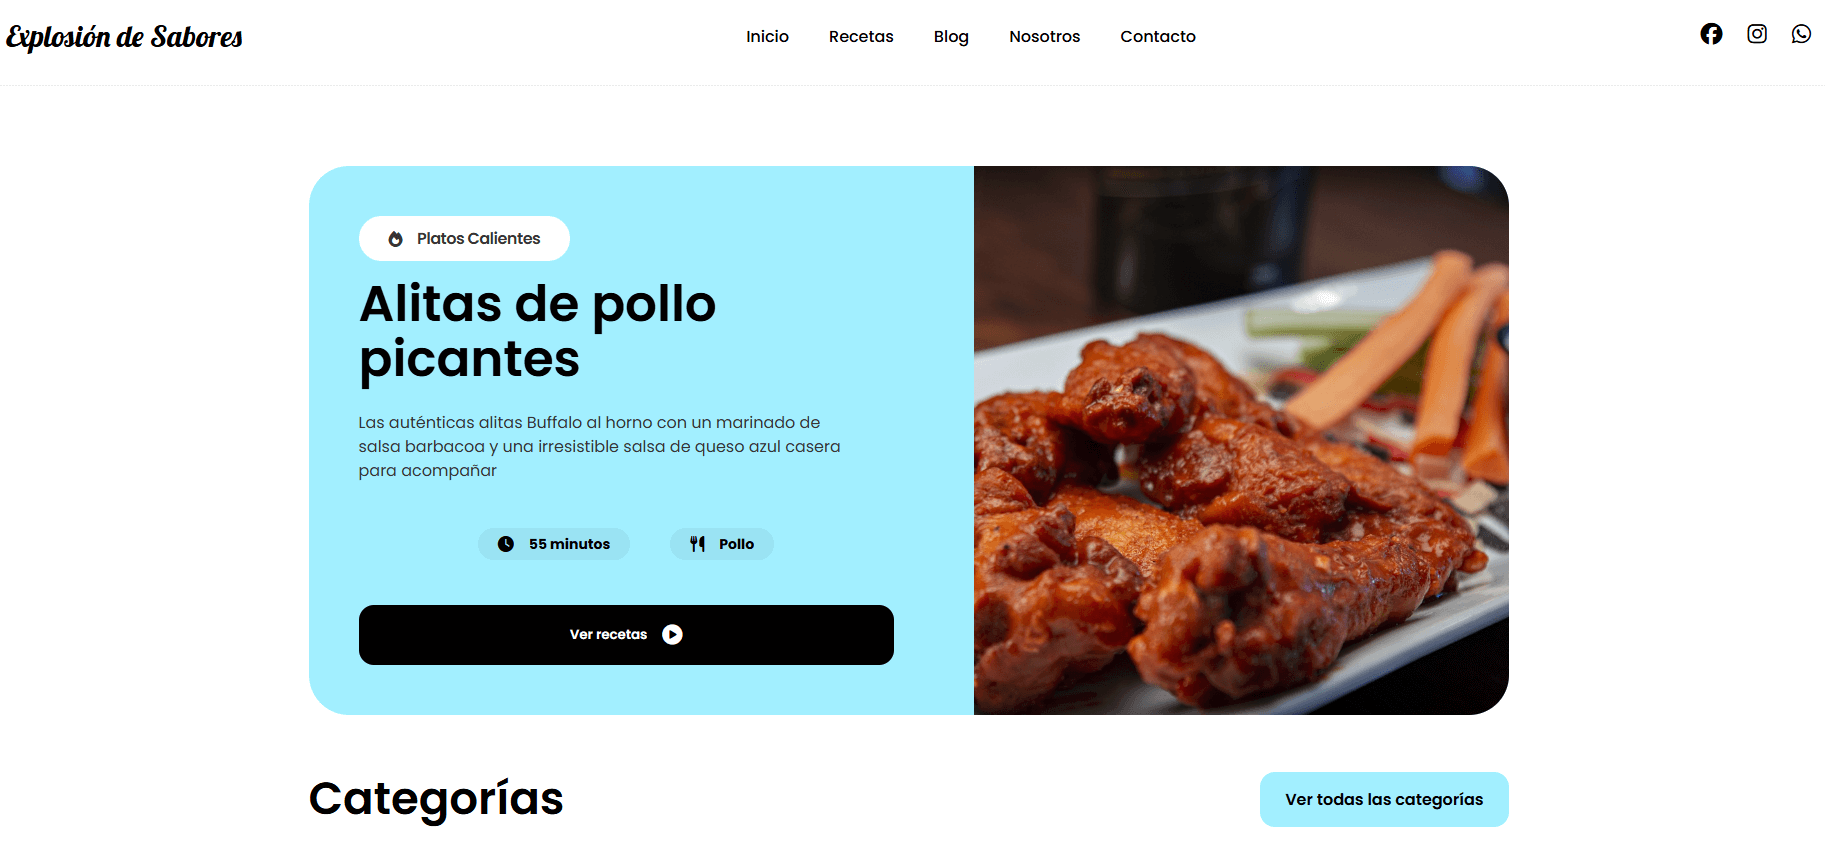 Explosión de Sabores
Inicio Recetas Blog Nosotros Contacto
Platos Calientes
Alitas de pollo
picantes
Las auténticas alitas Buffalo al horno con un marinado de
salsa barbacoa y una irresistible salsa de queso azul casera
para acompañar
55 minutos Pollo
Ver recetas
Categorías
Ver todas las categorías